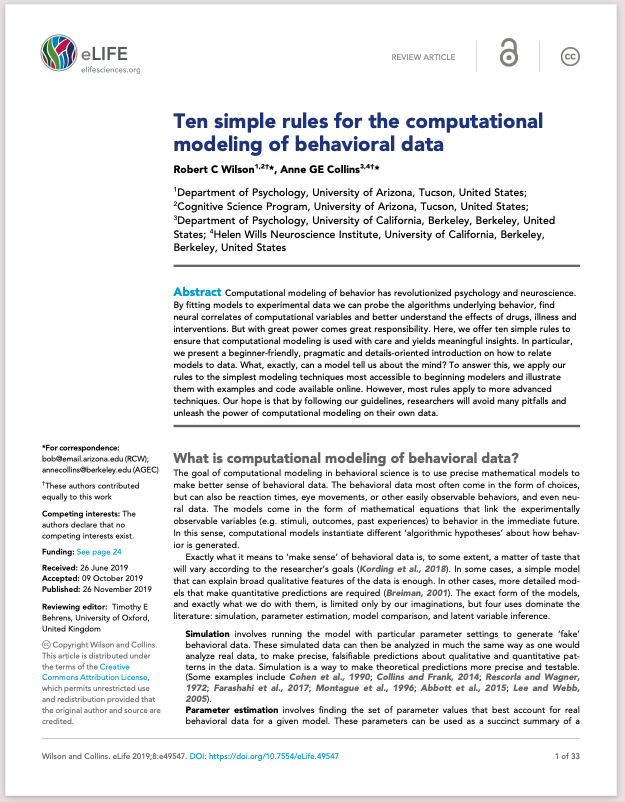 eLIFE
elifesciences.org
REVIEW ARTICLE
cc
Ten simple rules for the computational
modeling of behavioral data
Robert C Wilson1,2†*, Anne GE Collins3,4†*
1Department of Psychology, University of Arizona, Tucson, United States;
2Cognitive Science Program, University of Arizona, Tucson, United States;
3Department of Psychology, University of California, Berkeley, Berkeley, United
States; 4Helen Wills Neuroscience Institute, University of California, Berkeley,
Berkeley, United States
Abstract Computational modeling of behavior has revolutionized psychology and neuroscience.
By fitting models to experimental data we can probe the algorithms underlying behavior, find
neural correlates of computational variables and better understand the effects of drugs, illness and
interventions. But with great power comes great responsibility. Here, we offer ten simple rules to
ensure that computational modeling is used with care and yields meaningful insights. In particular,
we present a beginner-friendly, pragmatic and details-oriented introduction on how to relate
models to data. What, exactly, can a model tell us about the mind? To answer this, we apply our
rules to the simplest modeling techniques most accessible to beginning modelers and illustrate
them with examples and code available online. However, most rules apply to more advanced
techniques. Our hope is that by following our guidelines, researchers will avoid many pitfalls and
unleash the power of computational modeling on their own data.
*For correspondence:
bob@email.arizona.edu (RCW);
annecollins@berkeley.edu (AGEC)
†These authors contributed
equally to this work
Competing interests: The
authors declare that no
competing interests exist.
Funding: See page 24
Received: 26 June 2019
Accepted: 09 October 2019
Published: 26 November 2019
Reviewing editor: Timothy E
Behrens, University of Oxford,
United Kingdom
cc Copyright Wilson and Collins.
This article is distributed under
the terms of the Creative
Commons Attribution License,
which permits unrestricted use
and redistribution provided that
the original author and source are
credited.
What is computational modeling of behavioral data?
The goal of computational modeling in behavioral science is to use precise mathematical models to
make better sense of behavioral data. The behavioral data most often come in the form of choices,
but can also be reaction times, eye movements, or other easily observable behaviors, and even neu-
ral data. The models come in the form of mathematical equations that link the experimentally
observable variables (e.g. stimuli, outcomes, past experiences) to behavior in the immediate future.
In this sense, computational models instantiate different 'algorithmic hypotheses' about how behav-
ior is generated.
Exactly what it means to 'make sense' of behavioral data is, to some extent, a matter of taste that
will vary according to the researcher's goals (Kording et al., 2018). In some cases, a simple model
that can explain broad qualitative features of the data is enough. In other cases, more detailed mod-
els that make quantitative predictions are required (Breiman, 2001). The exact form of the models,
and exactly what we do with them, is limited only by our imaginations, but four uses dominate the
literature: simulation, parameter estimation, model comparison, and latent variable inference.
Simulation involves running the model with particular parameter settings to generate 'fake'
behavioral data. These simulated data can then be analyzed in much the same way as one would
analyze real data, to make precise, falsifiable predictions about qualitative and quantitative pat-
terns in the data. Simulation is a way to make theoretical predictions more precise and testable.
(Some examples include Cohen et al., 1990; Collins and Frank, 2014; Rescorla and Wagner,
1972; Farashahi et al., 2017; Montague et al., 1996; Abbott et al., 2015; Lee and Webb,
2005).
Parameter estimation involves finding the set of parameter values that best account for real
behavioral data for a given model. These parameters can be used as a succinct summary of a
Wilson and Collins. eLife 2019;8:e49547. DOI: https://doi.org/10.7554/eLife.49547
1 of 33